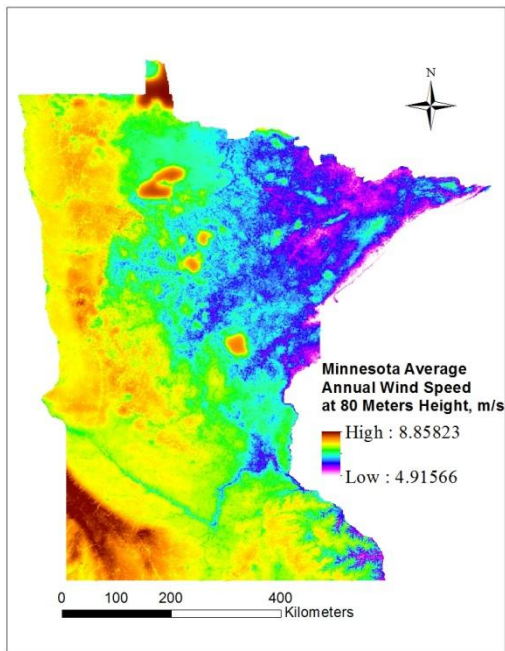 N
Minnesota Average
Annual Wind Speed
at 80 Meters Height, m/s
High : 8.85823
Low : 4.91566
0 100 200 400
Kilometers